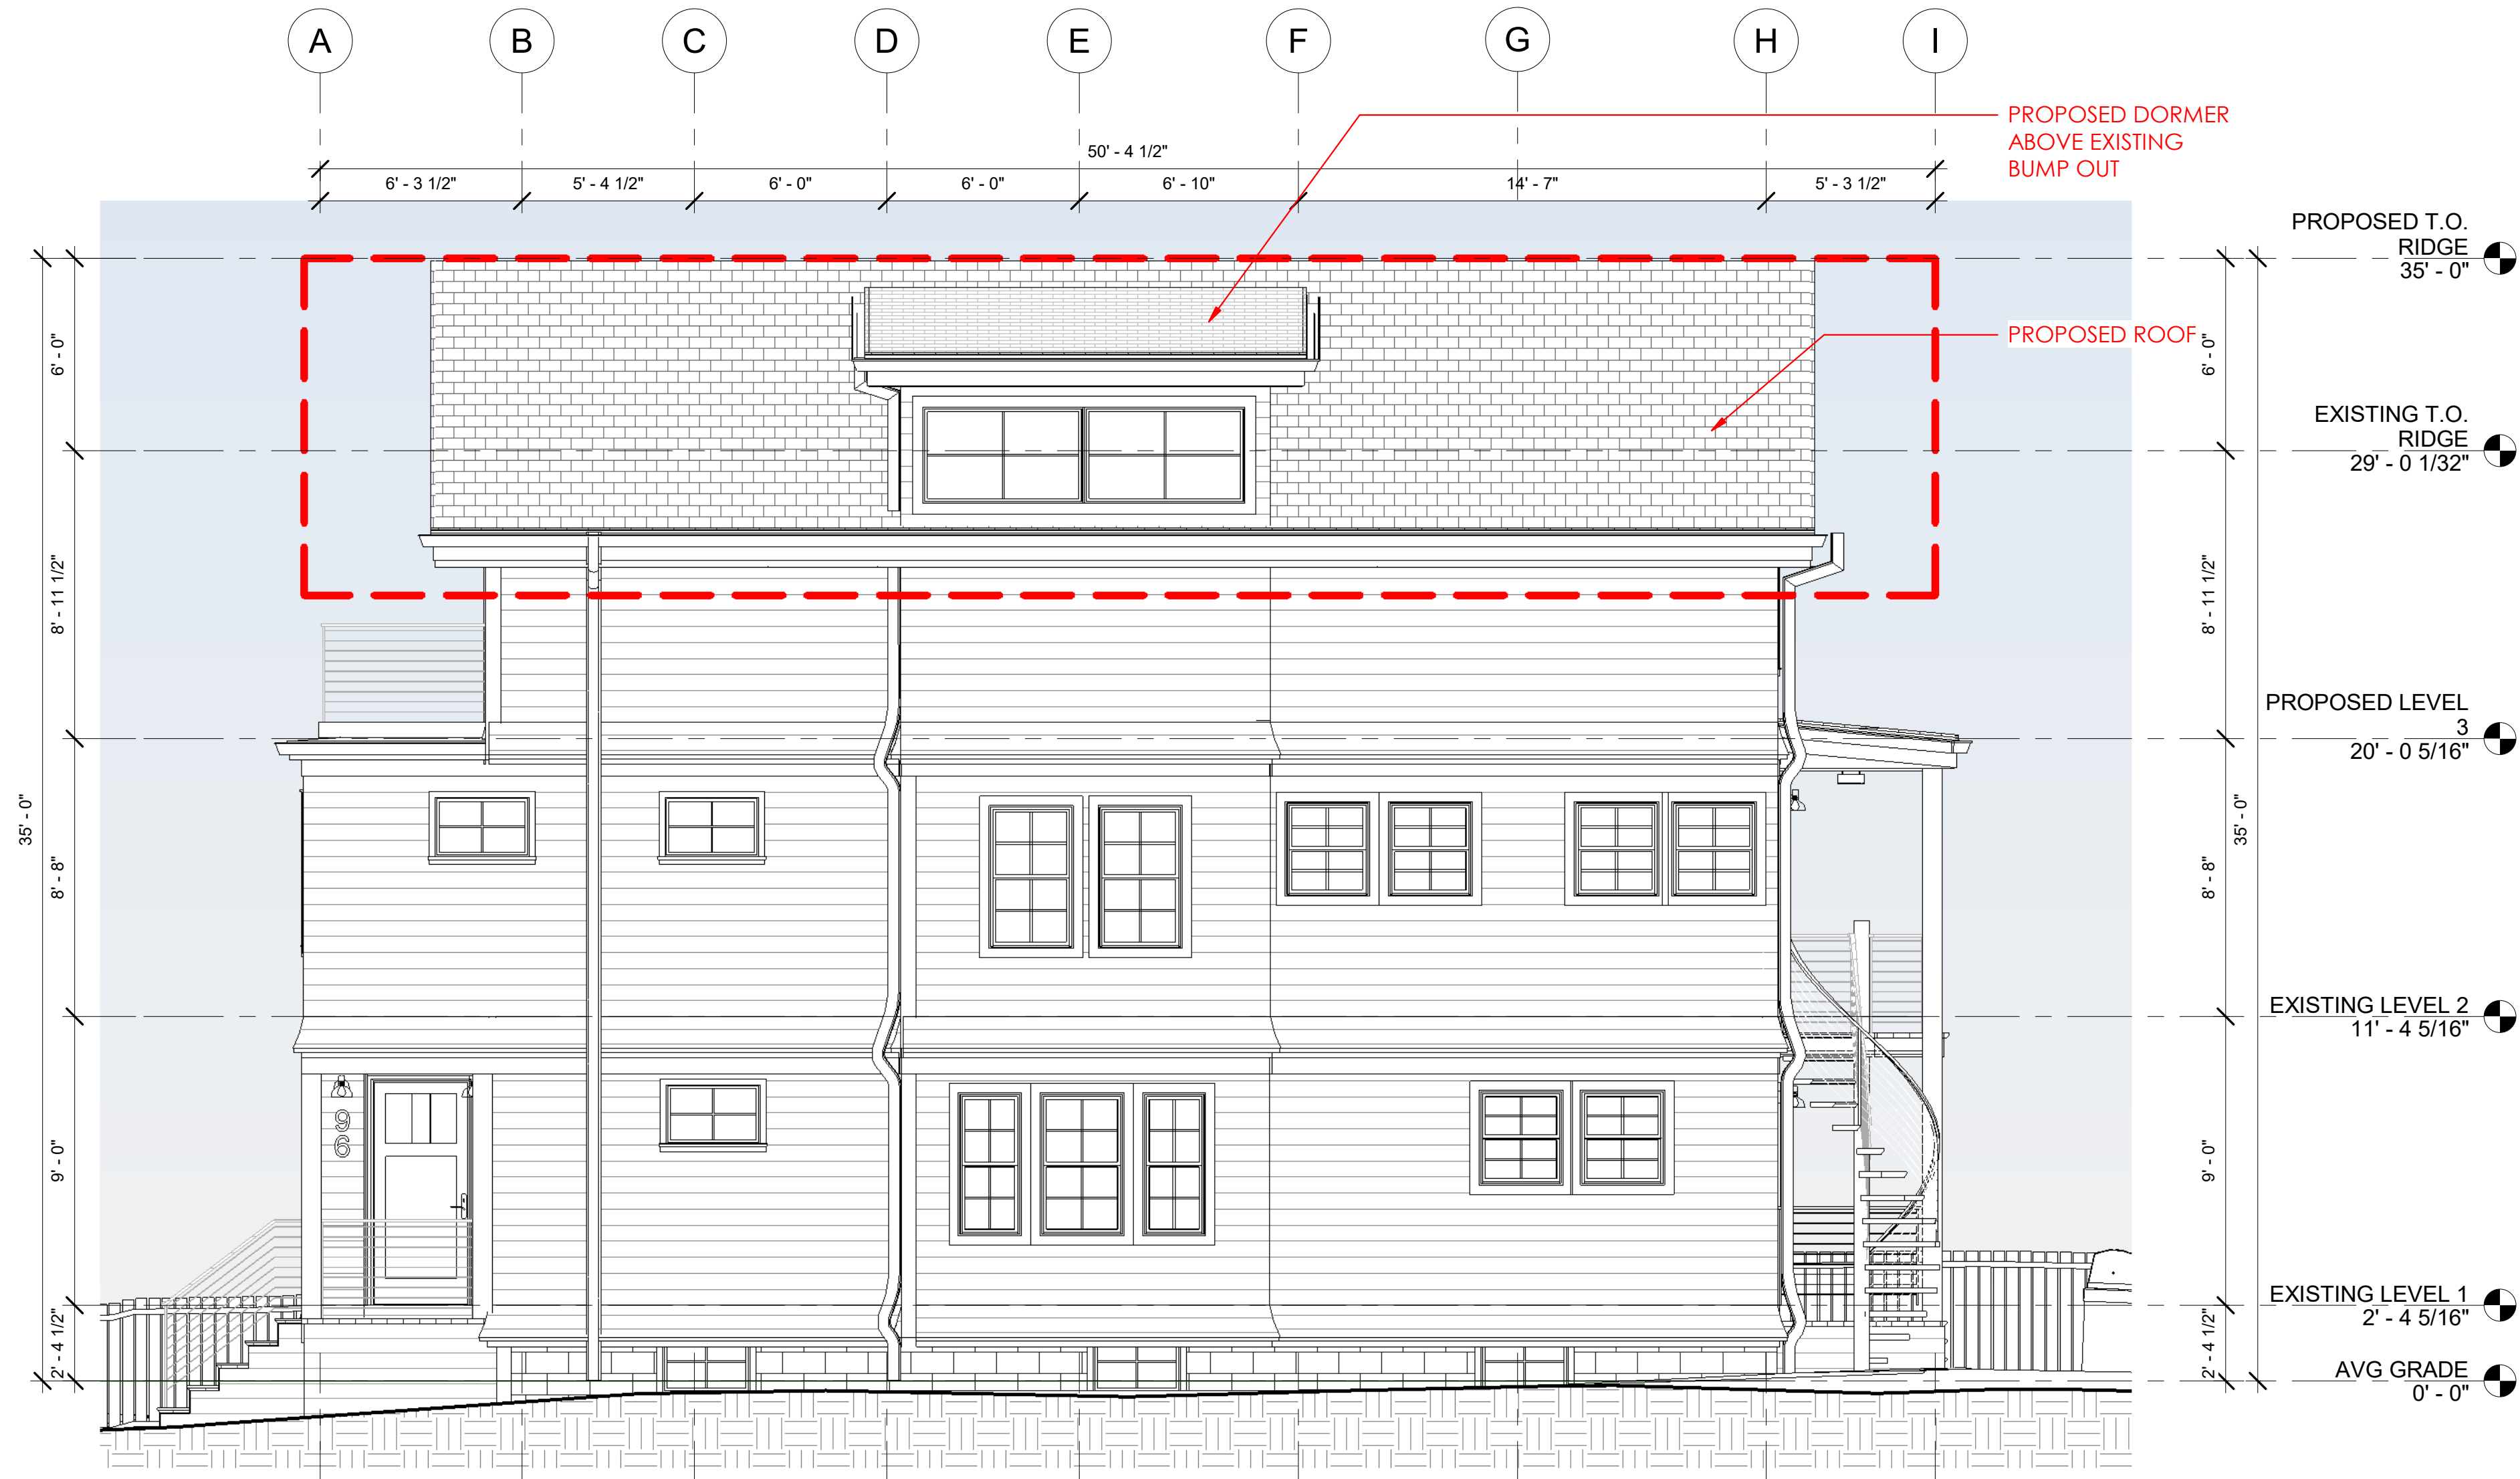 A B C D E F G H I
50' - 4 1/2"
6' - 3 1/2" 5' - 4 1/2" 6' - 0" 6' - 0" 6' - 10" 14' - 7" 5' - 3 1/2"
PROPOSED DORMER
ABOVE EXISTING
BUMP OUT
PROPOSED ROOF
PROPOSED T.O.
RIDGE
35' - 0"
EXISTING T.O.
RIDGE
29' - 0 1/32"
PROPOSED LEVEL
3
20' - 0 5/16"
EXISTING LEVEL 2
11' - 4 5/16"
EXISTING LEVEL 1
2' - 4 5/16"
AVG GRADE
0' - 0"
35' - 0"
6' - 0"
8' - 11 1/2"
8' - 8"
9' - 0"
2' - 4 1/2"
96
6' - 0"
8' - 11 1/2"
8' - 8"
9' - 0"
2' - 4 1/2"
35' - 0"